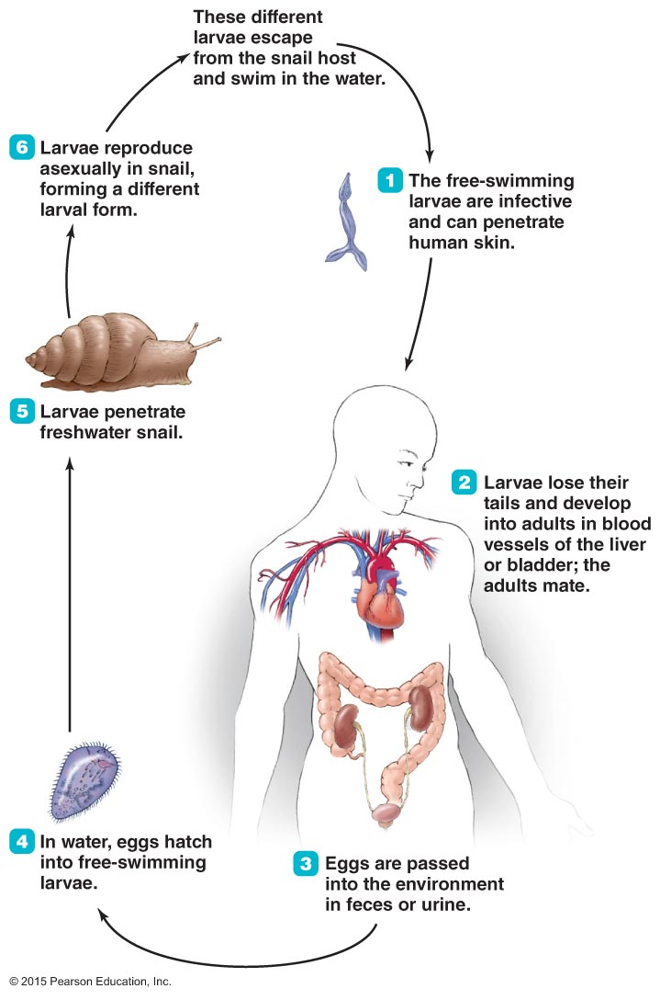 These different
larvae escape
from the snail host
and swim in the water.
1 The free-swimming
larvae are infective
and can penetrate
human skin.
2 Larvae lose their
tails and develop
into adults in blood
vessels of the liver
or bladder; the
adults mate.
3 Eggs are passed
into the environment
in feces or urine.
4 In water, eggs hatch
into free-swimming
larvae.
5 Larvae penetrate
freshwater snail.
6 Larvae reproduce
asexually in snail,
forming a different
larval form.
© 2015 Pearson Education, Inc.